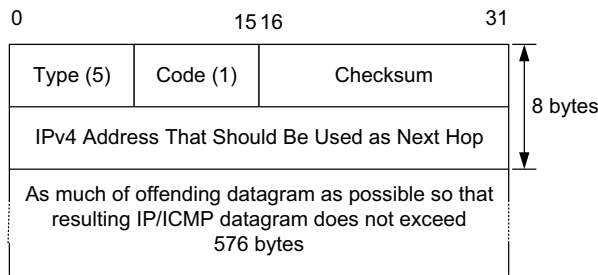 0 15 16 31
Type (5) Code (1) Checksum
8 bytes
IPv4 Address That Should Be Used as Next Hop
As much of offending datagram as possible so that
resulting IP/ICMP datagram does not exceed
576 bytes